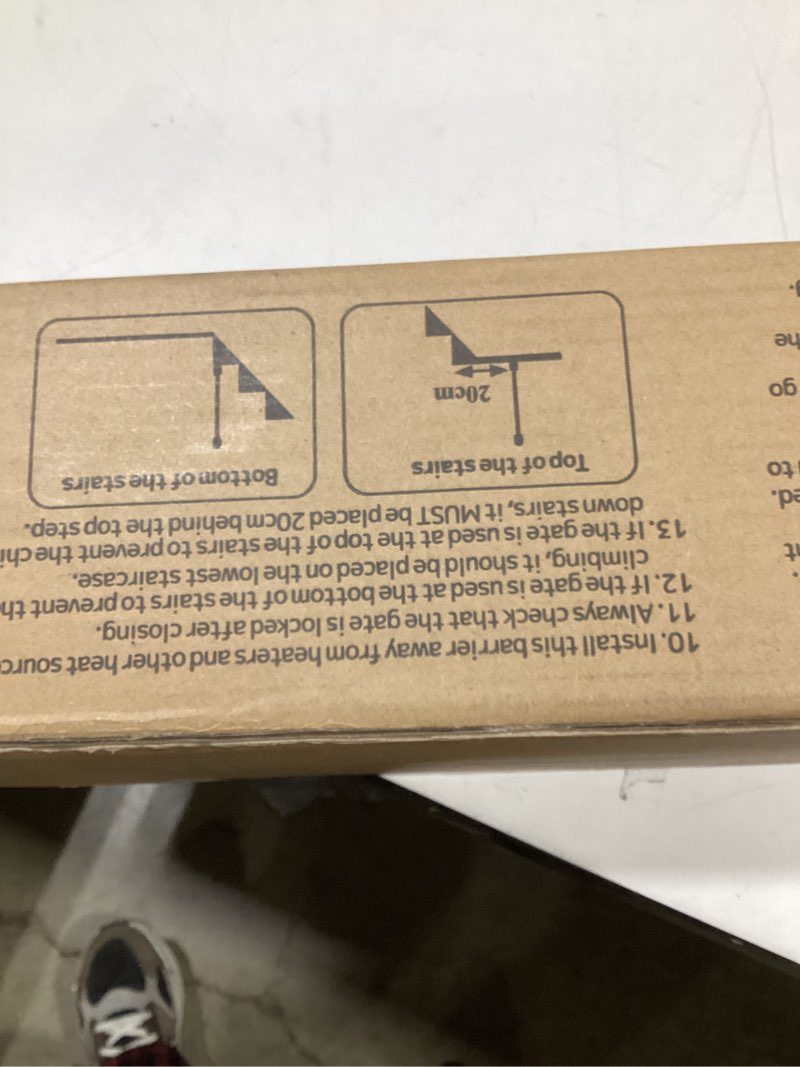 10. Install this barrier away from heaters and other heat
11. Always check that the gate is locked after closing.
12. If the gate is used at the bottom of the stairs to prevent
climbing, it should be placed on the lowest staircase.
13. If the gate is used at the top of the stairs to prevent the
down stairs, it MUST be placed 20cm behind the top step.
Top of the stairs
20cm
Bottom of the stairs
to
go